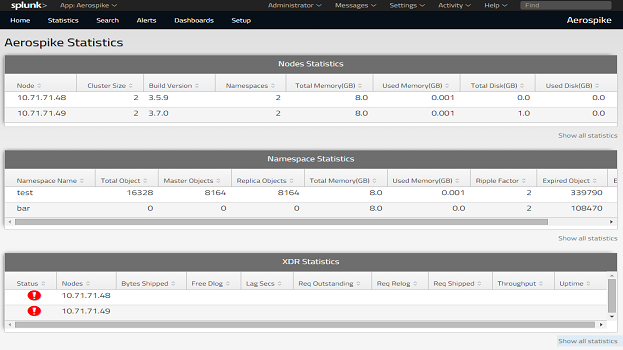 splunk> App: Aerospike Administrator Messages Settings Activity Help Find
Home Statistics Search Alerts Dashboards Setup Aerospike
Aerospike Statistics
Nodes Statistics
Node Cluster Size Build Version Namespaces Total Memory(GB) Used Memory(GB) Total Disk(GB) Used Disk(GB)
10.71.71.48 2 3.5.9 2 8.0 0.001 0.0 0.0
10.71.71.49 2 3.7.0 2 8.0 0.001 1.0 0.0
Show all statistics
Namespace Statistics
Namespace Name Total Object Master Objects Replica Objects Total Memory(GB) Used Memory(GB) Ripple Factor Expired Object E
test 16328 8164 8164 8.0 0.001 2 339790
bar 0 0 0 8.0 0.0 2 108470
Show all statistics
XDR Statistics
Status Nodes Bytes Shipped Free Dlog Lag Secs Req Outstanding Req Relog Req Shipped Throughput Uptime
10.71.71.48
10.71.71.49
Show all statistics